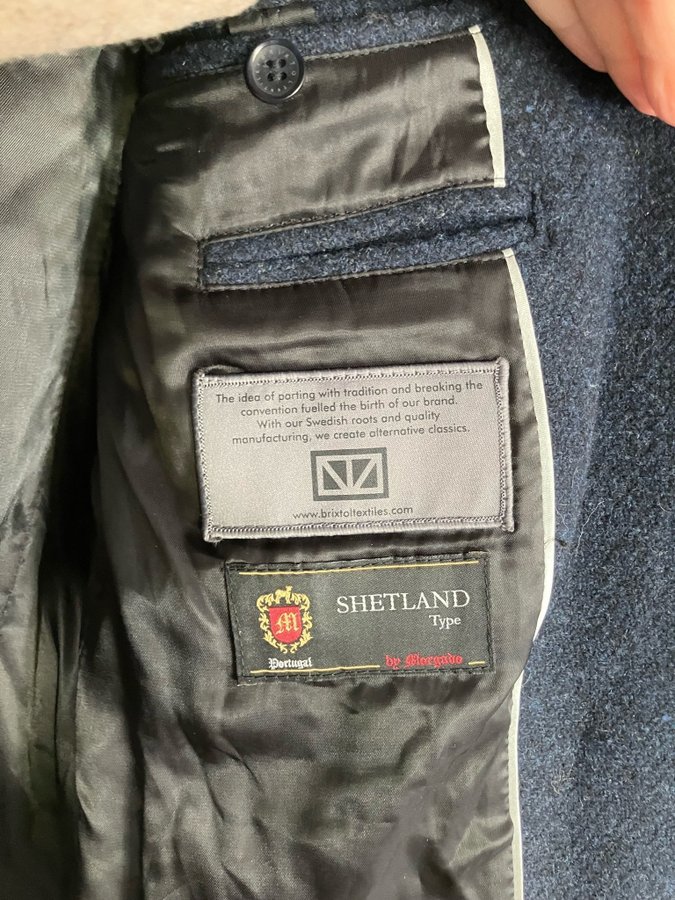 The idea of parting with tradition and breaking the
convention fuelled the birth of our brand.
With our Swedish roots and quality
manufacturing, we create alternative classics.
www.brixtoltextiles.com
SHETLAND
Type
M
Portugal
by Morgado